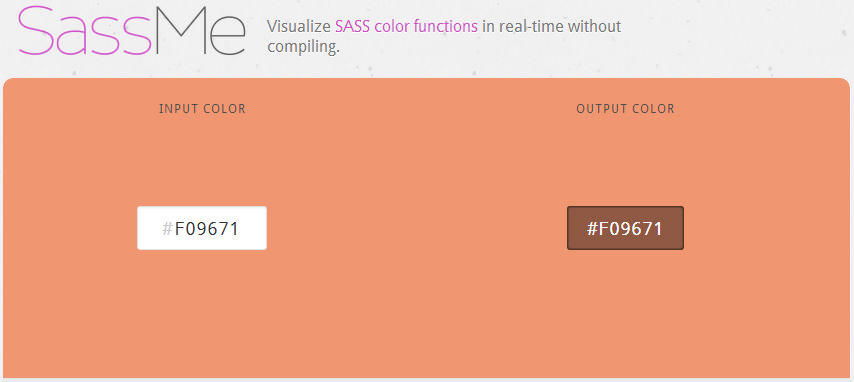 SassMe
Visualize SASS color functions in real-time without
compiling.
INPUT COLOR
OUTPUT COLOR
#F09671
#F09671